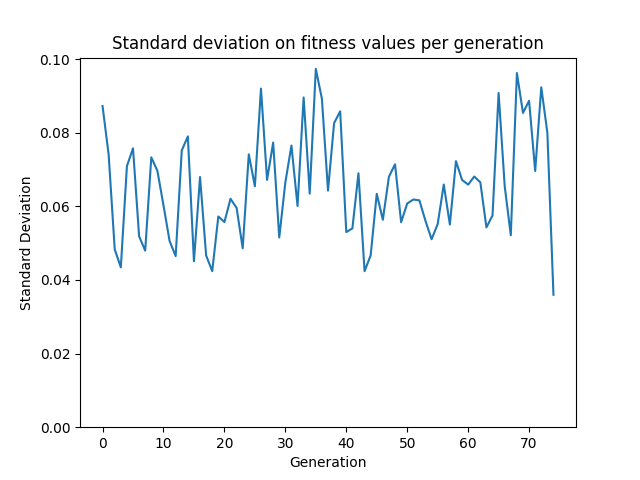 Standard deviation on fitness values per generation
0.10
0.08
0.06
0.04
0.02
0.00
Standard Deviation
0 10 20 30 40 50 60 70
Generation